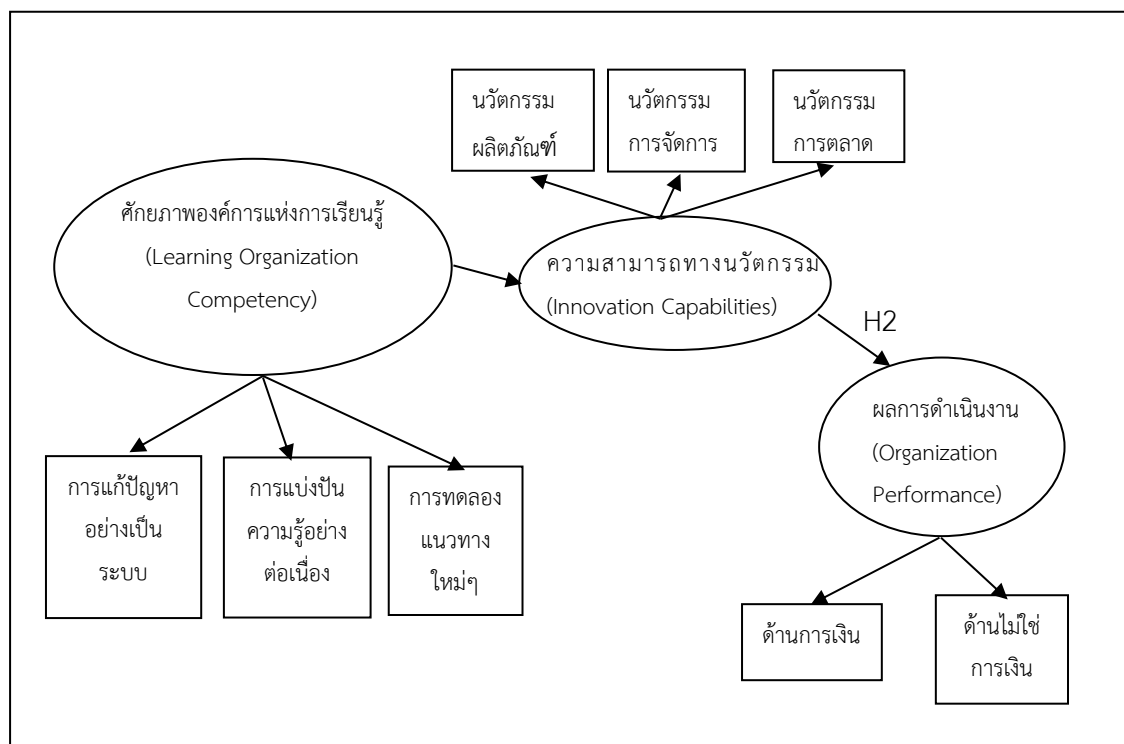 นวัตกรรม
ผลิตภัณฑ์
นวัตกรรม
การจัดการ
นวัตกรรม
การตลาด
ศักยภาพองค์การแห่งการเรียนรู้
(Learning Organization
Competency)
ความสามารถทางนวัตกรรม
(Innovation Capabilities)
H2
ผลการดำเนินงาน
(Organization
Performance)
การแก้ปัญหา
อย่างเป็น
ระบบ
การแบ่งปัน
ความรู้อย่าง
ต่อเนื่อง
การทดลอง
แนวทาง
ใหม่ๆ
ด้านการเงิน
ด้านไม่ใช่
การเงิน